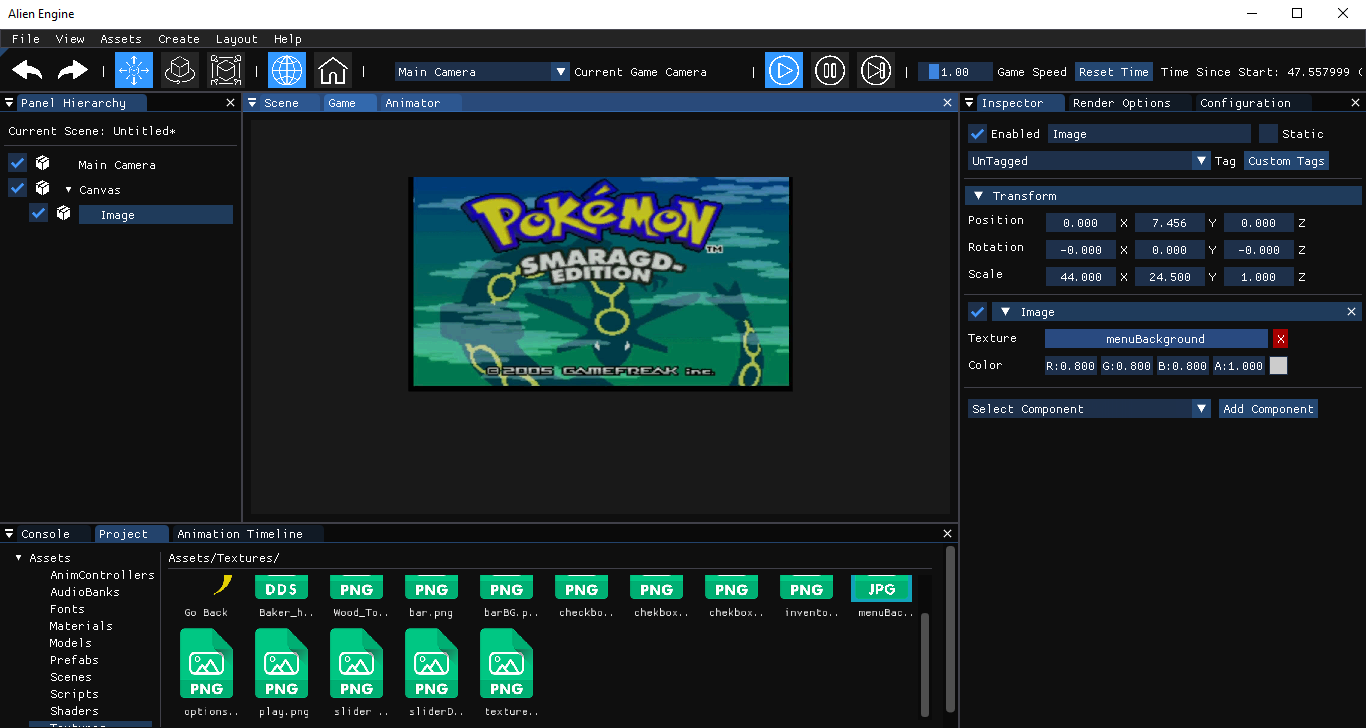 Alien Engine
File View Assets Create Layout Help
Main Camera Current Game Camera 1.00 Game Speed Reset Time Time Since Start: 47.557999 (
Panel Hierarchy
Current Scene: Untitled*
Main Camera
Canvas
Image
Scene Game Animator
POKéMON
TM
SMARAGD-
EDITION
©2005 GAMEFREAK inc.
Inspector Render Options Configuration
Enabled Image Static
UnTagged Tag Custom Tags
Transform
Position 0.000 X 7.456 Y 0.000 Z
Rotation -0.000 X 0.000 Y -0.000 Z
Scale 44.000 X 24.500 Y 1.000 Z
Image
Texture menuBackground X
Color R:0.800 G:0.800 B:0.800 A:1.000
Select Component Add Component
Console Project Animation Timeline
Assets
AnimControllers
AudioBanks
Fonts
Materials
Models
Prefabs
Scenes
Scripts
Shaders
Textures
Assets/Textures/
DDS PNG PNG PNG PNG PNG PNG PNG JPG
Go Back Baker_h.. Wood_To.. bar.png barBG.p.. checkbo.. chekbox.. chekbox.. invento.. menuBac..
PNG PNG PNG PNG PNG
options.. play.png slider .. sliderD.. texture..